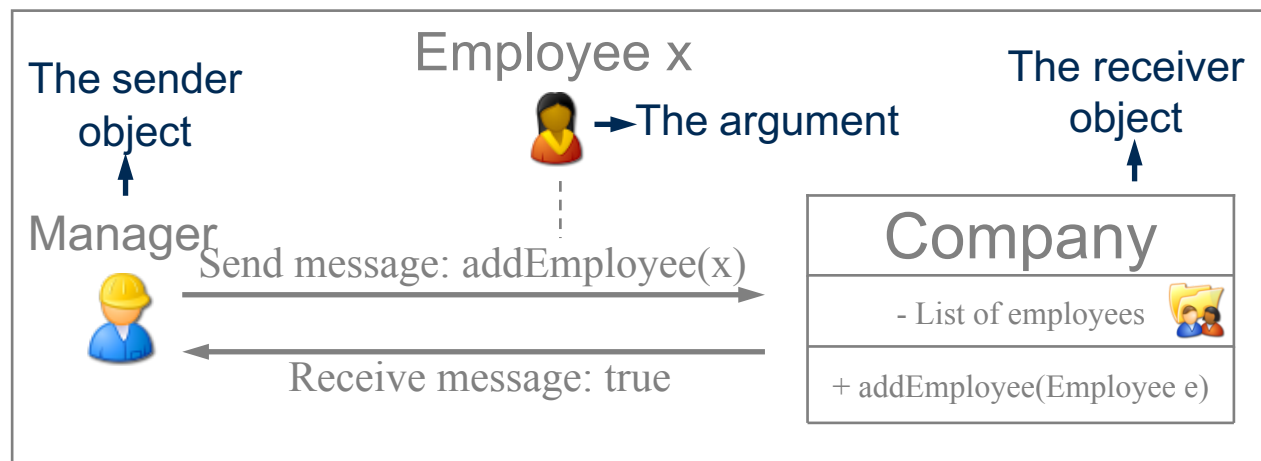 The sender
object
Employee x
The argument
The receiver
object
Manager
Send message: addEmployee(x)
Receive message: true
Company
- List of employees
+ addEmployee(Employee e)